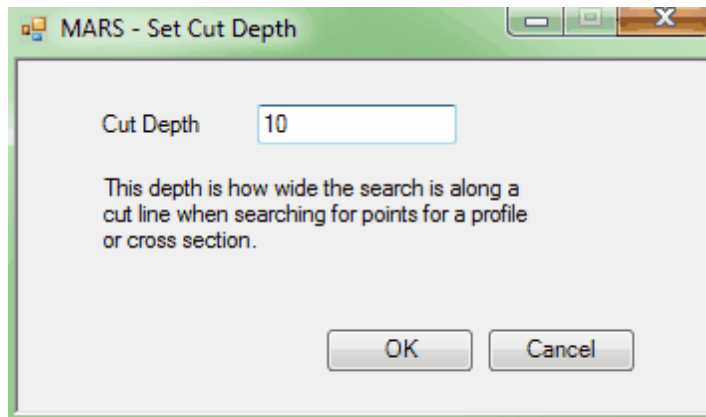 MARS - Set Cut Depth
Cut Depth 10
This depth is how wide the search is along a
cut line when searching for points for a profile
or cross section.
OK Cancel